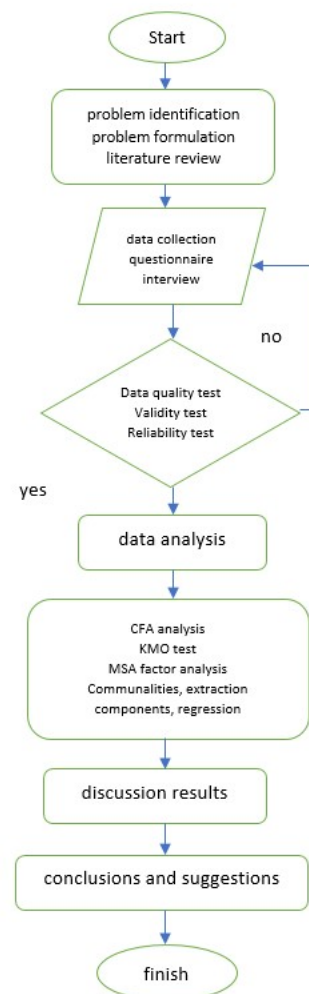 Start
problem identification
problem formulation
literature review
data collection
questionnaire
interview
no
Data quality test
Validity test
Reliability test
yes
data analysis
CFA analysis
KMO test
MSA factor analysis
Communalities, extraction
components, regression
discussion results
conclusions and suggestions
finish